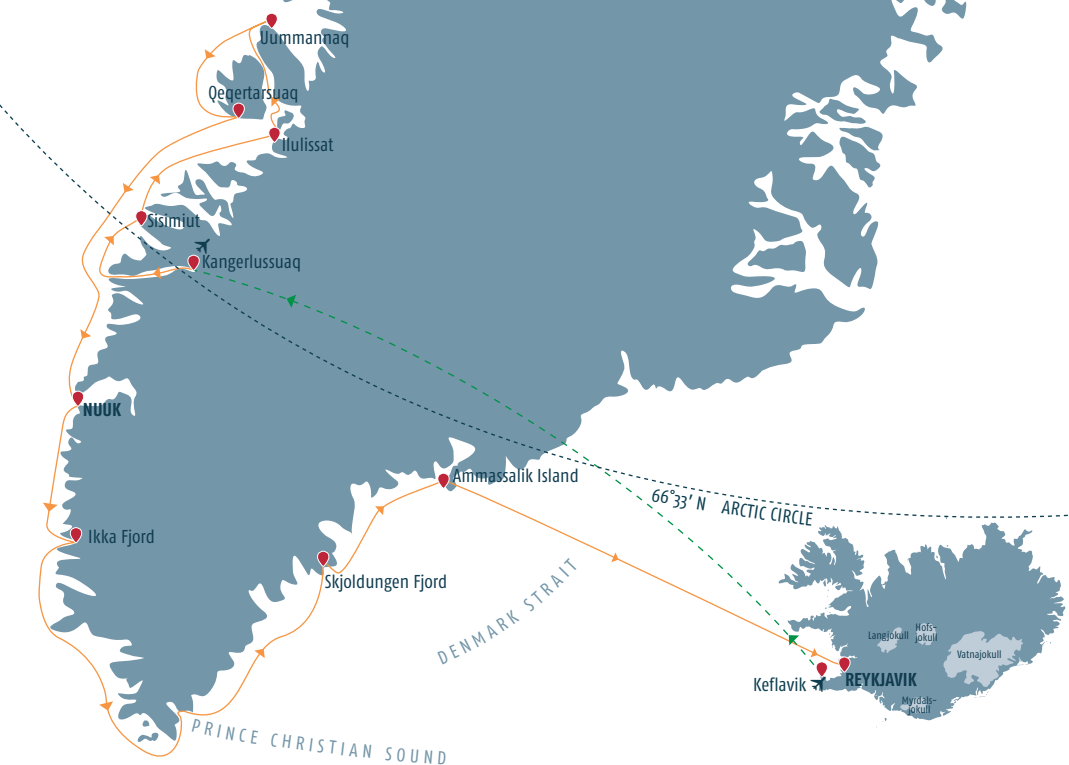 Uummannaq
Qeqertarsuaq
Ilulissat
Sisimiut
Kangerlussuaq
NUUK
Ammassalik Island
66°33' N ARCTIC CIRCLE
Ikka Fjord
Skjoldungen Fjord
DENMARK STRAIT
Langjokull
Hofs-
jokull
Vatnajokull
Keflavik
REYKJAVIK
Myrdals-
jokull
PRINCE CHRISTIAN SOUND